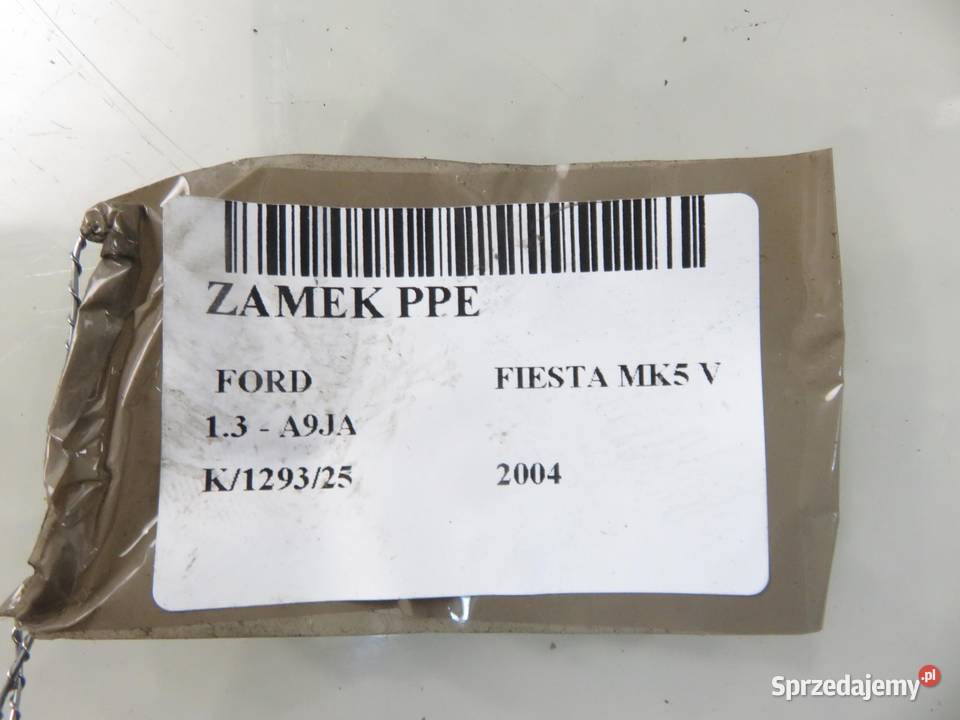 ZAMEK PPE
FORD FIESTA MK5 V
1.3 - A9JA
K/1293/25 2004
Sprzedajemy.pl